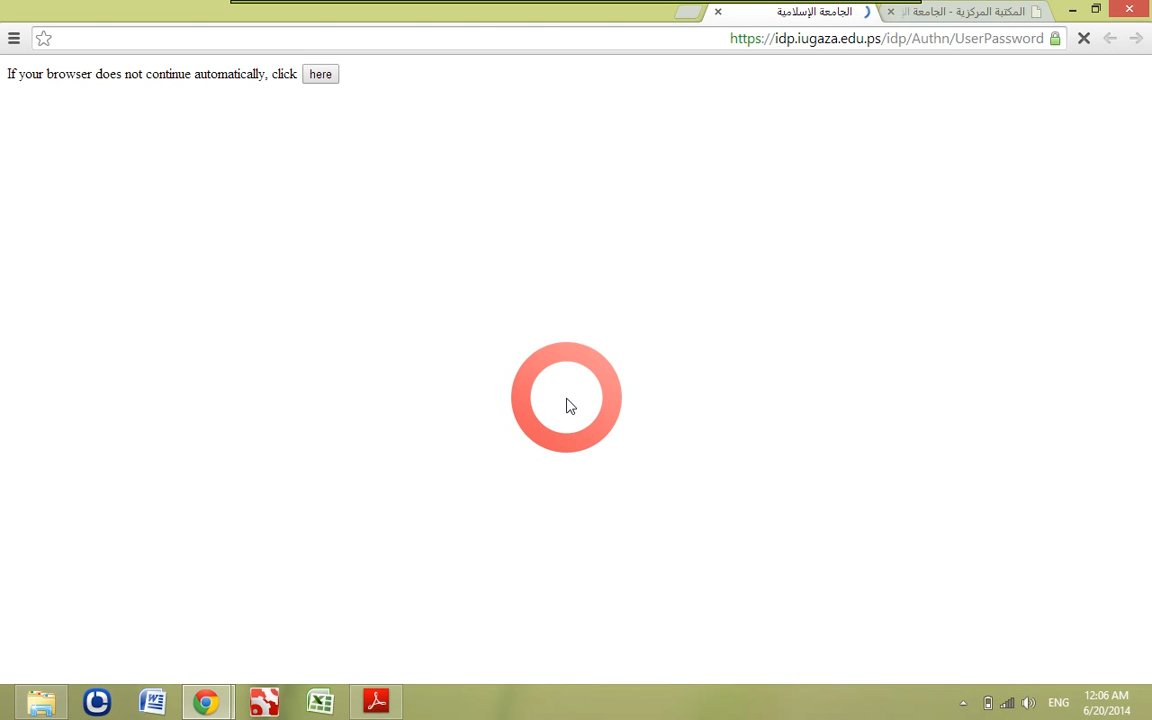 الجامعة الإسلامية
المكتبة المركزية - الجامعة الإ
https://idp.iugaza.edu.ps/idp/Authn/UserPassword
If your browser does not continue automatically, click here
ENG
12:06 AM
6/20/2014